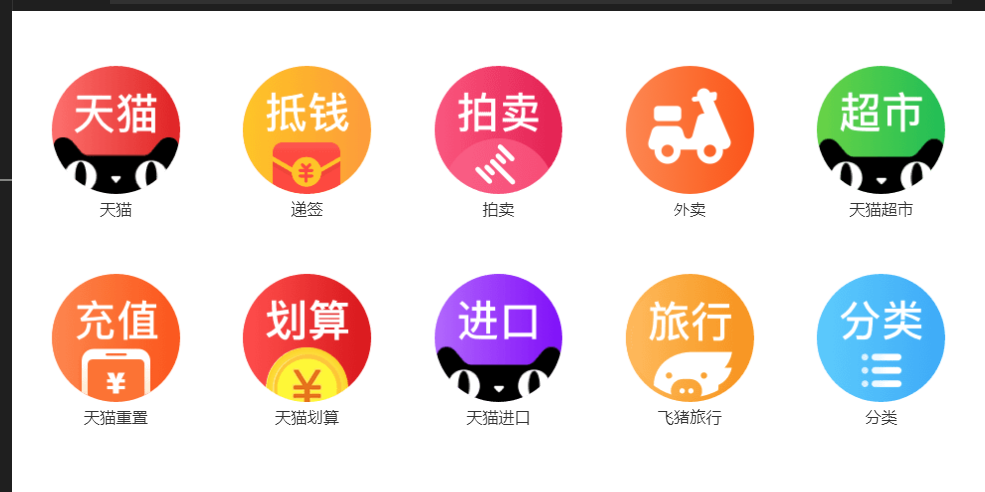 天猫
抵钱
¥
拍卖
超市
天猫
递签
拍卖
外卖
天猫超市
充值
¥
划算
¥
进口
旅行
分类
天猫重置
天猫划算
天猫进口
飞猪旅行
分类